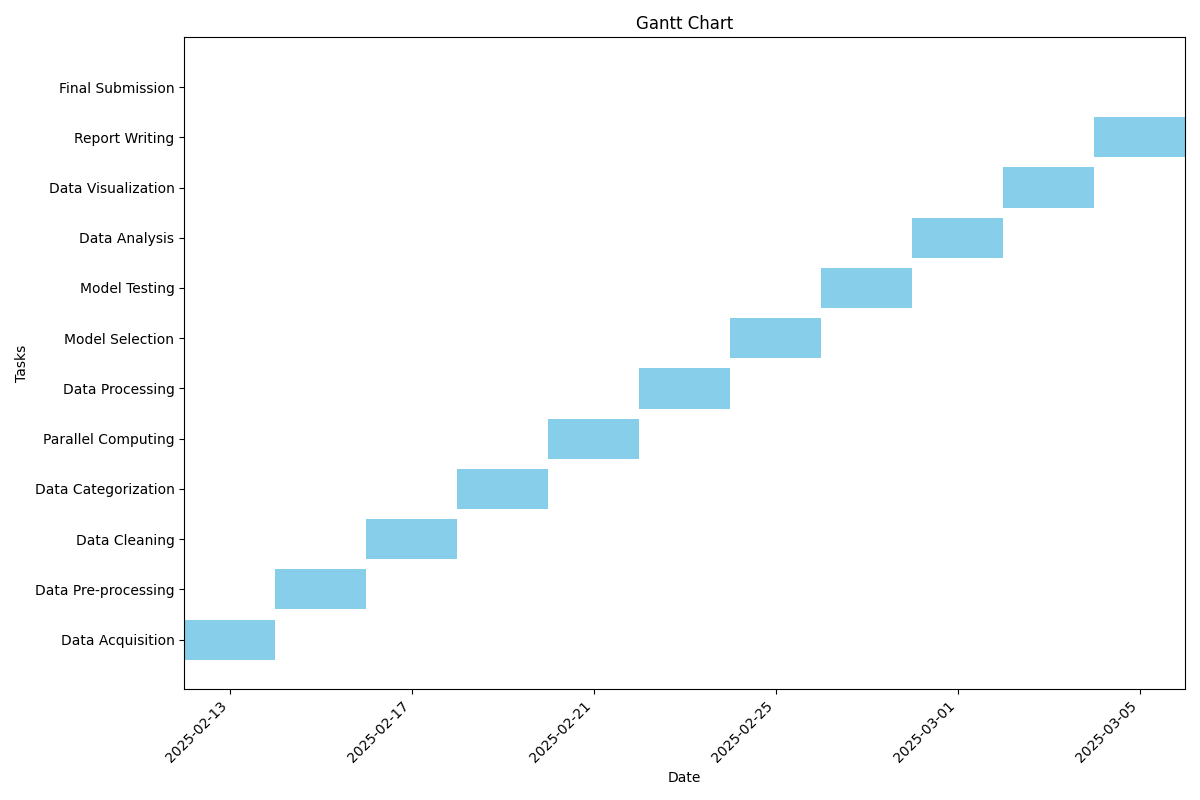 Gantt Chart
Final Submission
Report Writing
Data Visualization
Data Analysis
Model Testing
Model Selection
Data Processing
Parallel Computing
Data Categorization
Data Cleaning
Data Pre-processing
Data Acquisition
Tasks
2025-02-13
2025-02-17
2025-02-21
2025-02-25
2025-03-01
2025-03-05
Date